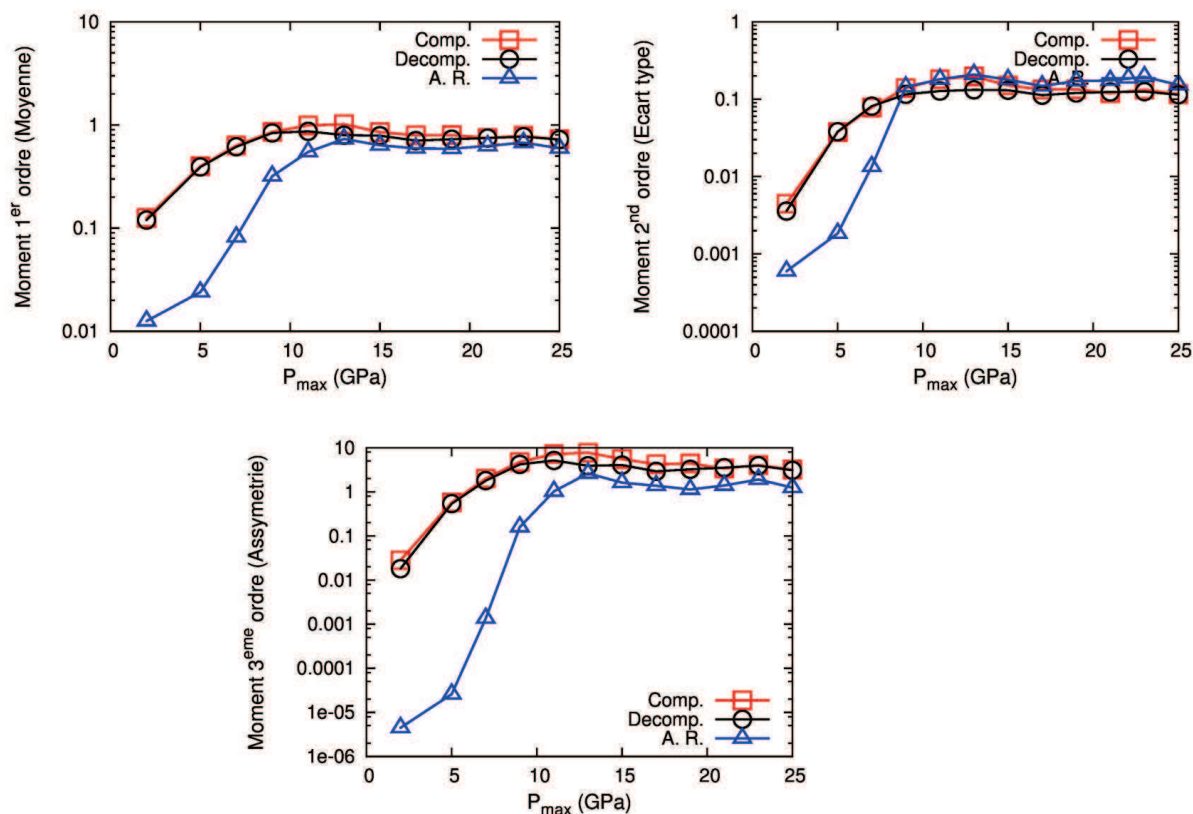 Moment 1er ordre (Moyenne)
10
1
0.1
0.01
Comp.
Decomp.
A. R.
0 5 10 15 20 25
Pmax (GPa)
Moment 2nd ordre (Ecart type)
1
0.1
0.01
0.001
0.0001
Comp.
Decomp.
A. R.
0 5 10 15 20 25
Pmax (GPa)
Moment 3eme ordre (Assymetrie)
10
1
0.1
0.01
0.001
0.0001
1e-05
1e-06
Comp.
Decomp.
A. R.
0 5 10 15 20 25
Pmax (GPa)